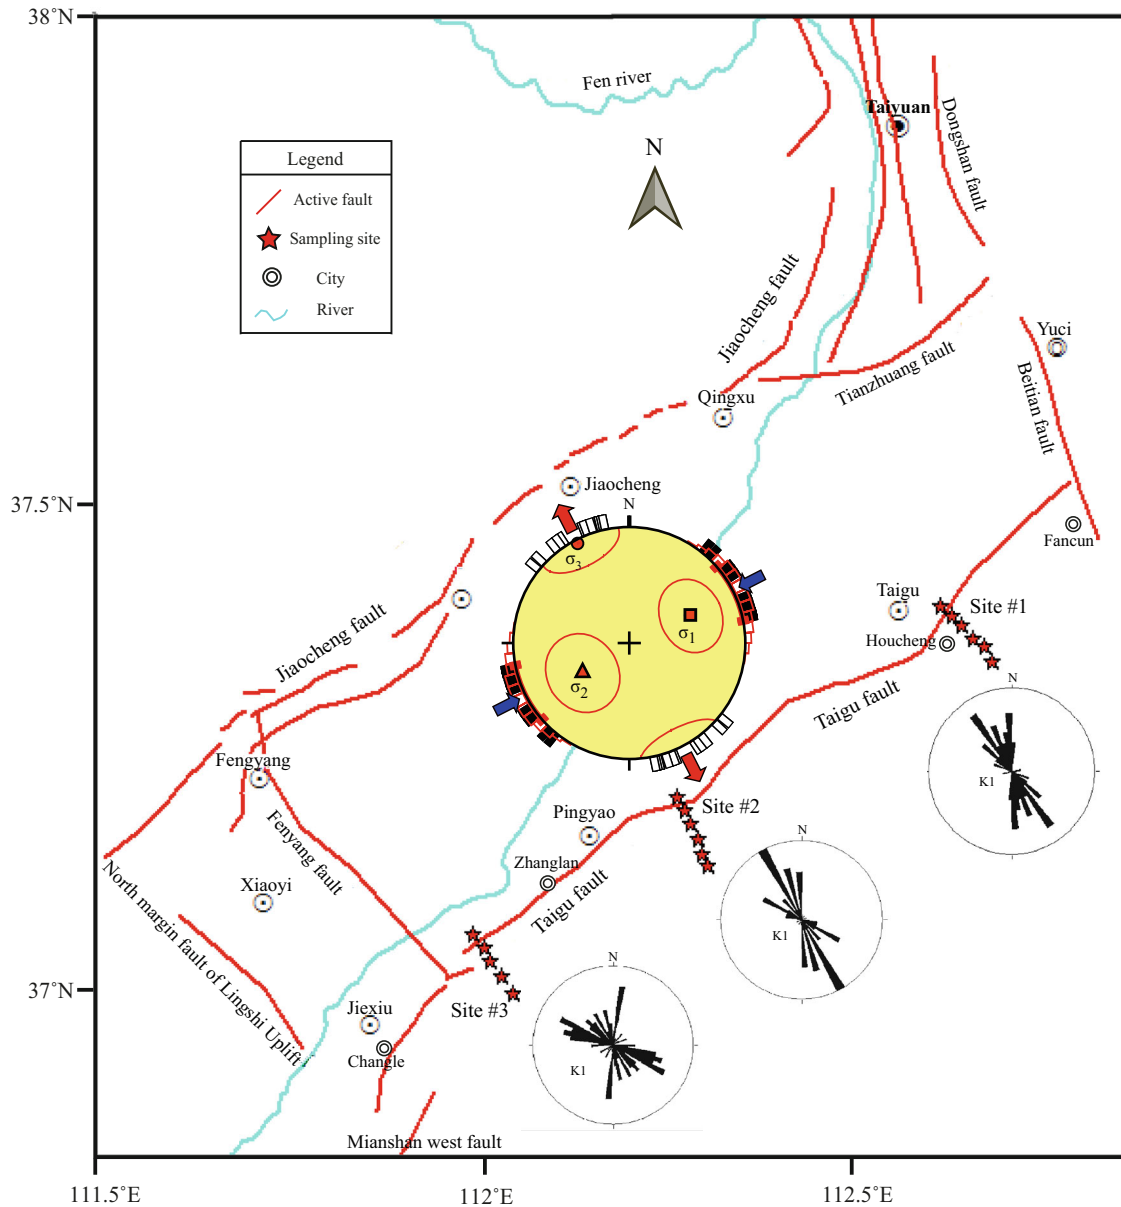 38°N
Fen river
Taiyuan
Dongshan fault
N
Legend
Active fault
Sampling site
City
River
Jiaocheng fault
Yuci
Tianzhuang fault
Beitian fault
Qingxu
Jiaocheng
37.5°N
N
Fancun
σ3
Taigu
Site #1
σ1
Houcheng
Jiaocheng fault
σ2
Taigu fault
N
Fengyang
K1
Site #2
Pingyao
Fenyang fault
N
Zhanglan
North margin fault of Lingshi Uplift
Xiaoyi
Taigu fault
K1
37°N
N
Site #3
Jiexiu
Changle
K1
Mianshan west fault
111.5°E
112°E
112.5°E